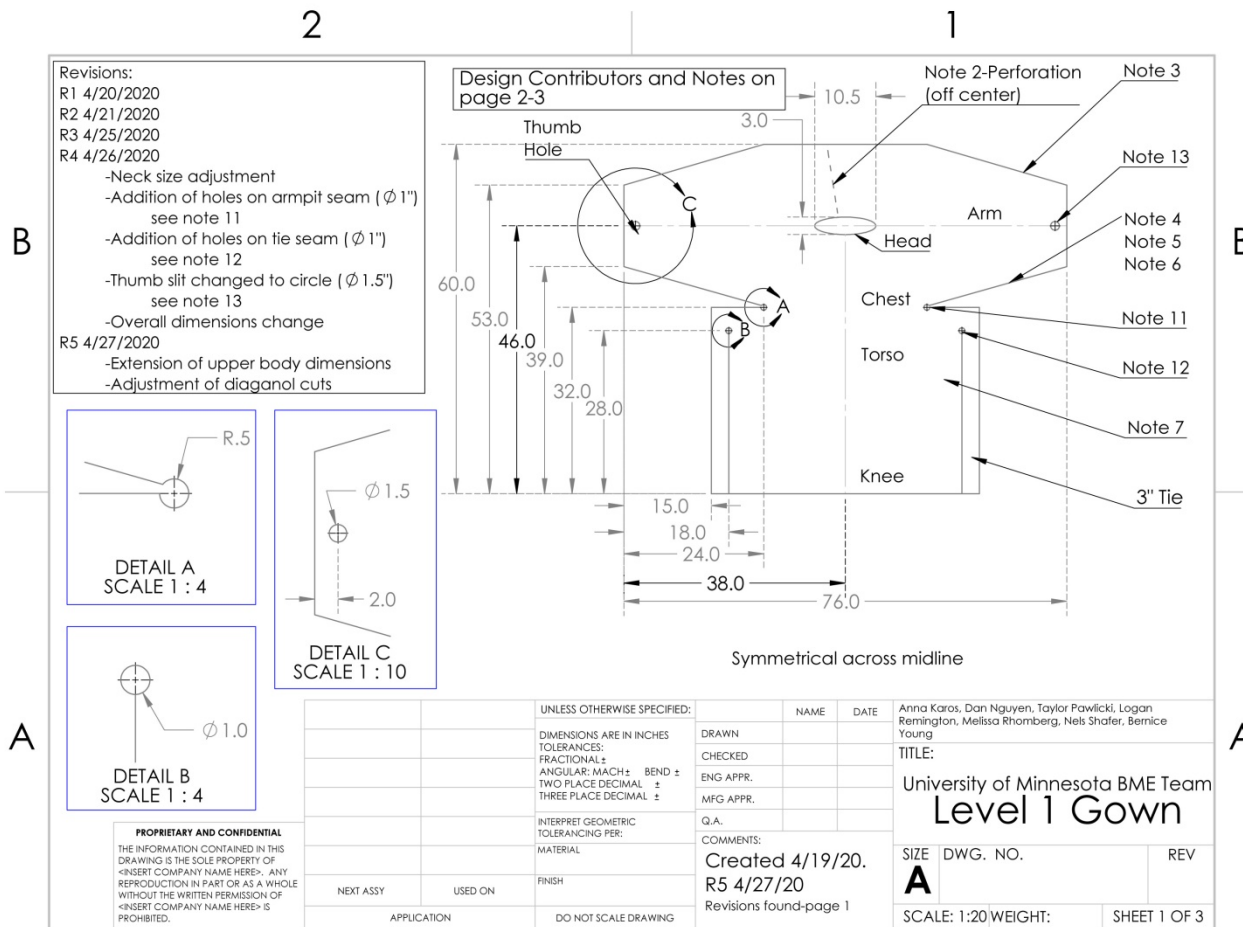 2
1
B
B
A
A
Revisions:
R1 4/20/2020
R2 4/21/2020
R3 4/25/2020
R4 4/26/2020
-Neck size adjustment
-Addition of holes on armpit seam (∅1")
see note 11
-Addition of holes on tie seam (∅1")
see note 12
-Thumb slit changed to circle (∅1.5")
see note 13
-Overall dimensions change
R5 4/27/2020
-Extension of upper body dimensions
-Adjustment of diaganol cuts
Design Contributors and Notes on
page 2-3
Thumb
Hole
10.5
3.0
Note 2-Perforation
(off center)
Note 3
Note 13
Note 4
Note 5
Note 6
Note 11
Note 12
Note 7
3" Tie
C
Arm
Head
Chest
A
B
Torso
Knee
60.0
53.0
46.0
39.0
32.0
28.0
15.0
18.0
24.0
38.0
76.0
Symmetrical across midline
R.5
DETAIL A
SCALE 1 : 4
∅1.5
2.0
DETAIL C
SCALE 1 : 10
∅1.0
DETAIL B
SCALE 1 : 4
PROPRIETARY AND CONFIDENTIAL
THE INFORMATION CONTAINED IN THIS
DRAWING IS THE SOLE PROPERTY OF
<INSERT COMPANY NAME HERE>. ANY
REPRODUCTION IN PART OR AS A WHOLE
WITHOUT THE WRITTEN PERMISSION OF
<INSERT COMPANY NAME HERE> IS
PROHIBITED.
NEXT ASSY
USED ON
APPLICATION
UNLESS OTHERWISE SPECIFIED:
DIMENSIONS ARE IN INCHES
TOLERANCES:
FRACTIONAL±
ANGULAR: MACH± BEND ±
TWO PLACE DECIMAL ±
THREE PLACE DECIMAL ±
INTERPRET GEOMETRIC
TOLERANCING PER:
MATERIAL
FINISH
DO NOT SCALE DRAWING
NAME
DATE
DRAWN
CHECKED
ENG APPR.
MFG APPR.
Q.A.
COMMENTS:
Created 4/19/20.
R5 4/27/20
Revisions found-page 1
Anna Karos, Dan Nguyen, Taylor Pawlicki, Logan
Remington, Melissa Rhomberg, Nels Shafer, Bernice
Young
TITLE:
University of Minnesota BME Team
Level 1 Gown
SIZE
A
DWG. NO.
REV
SCALE: 1:20
WEIGHT:
SHEET 1 OF 3